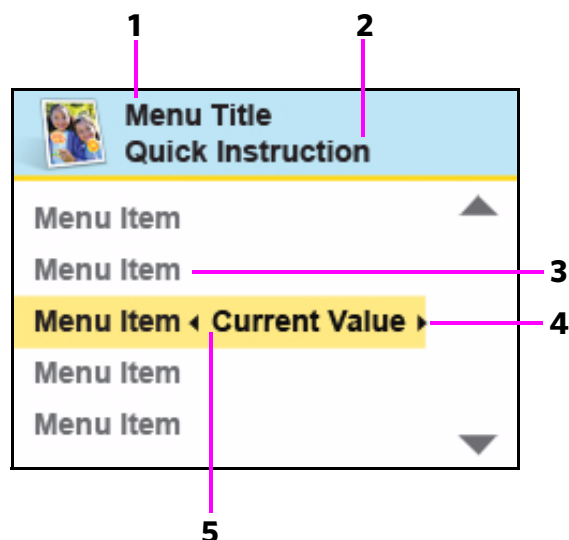 1 2
Menu Title
Quick Instruction
Menu Item
Menu Item 3
Menu Item Current Value 4
Menu Item
Menu Item
5